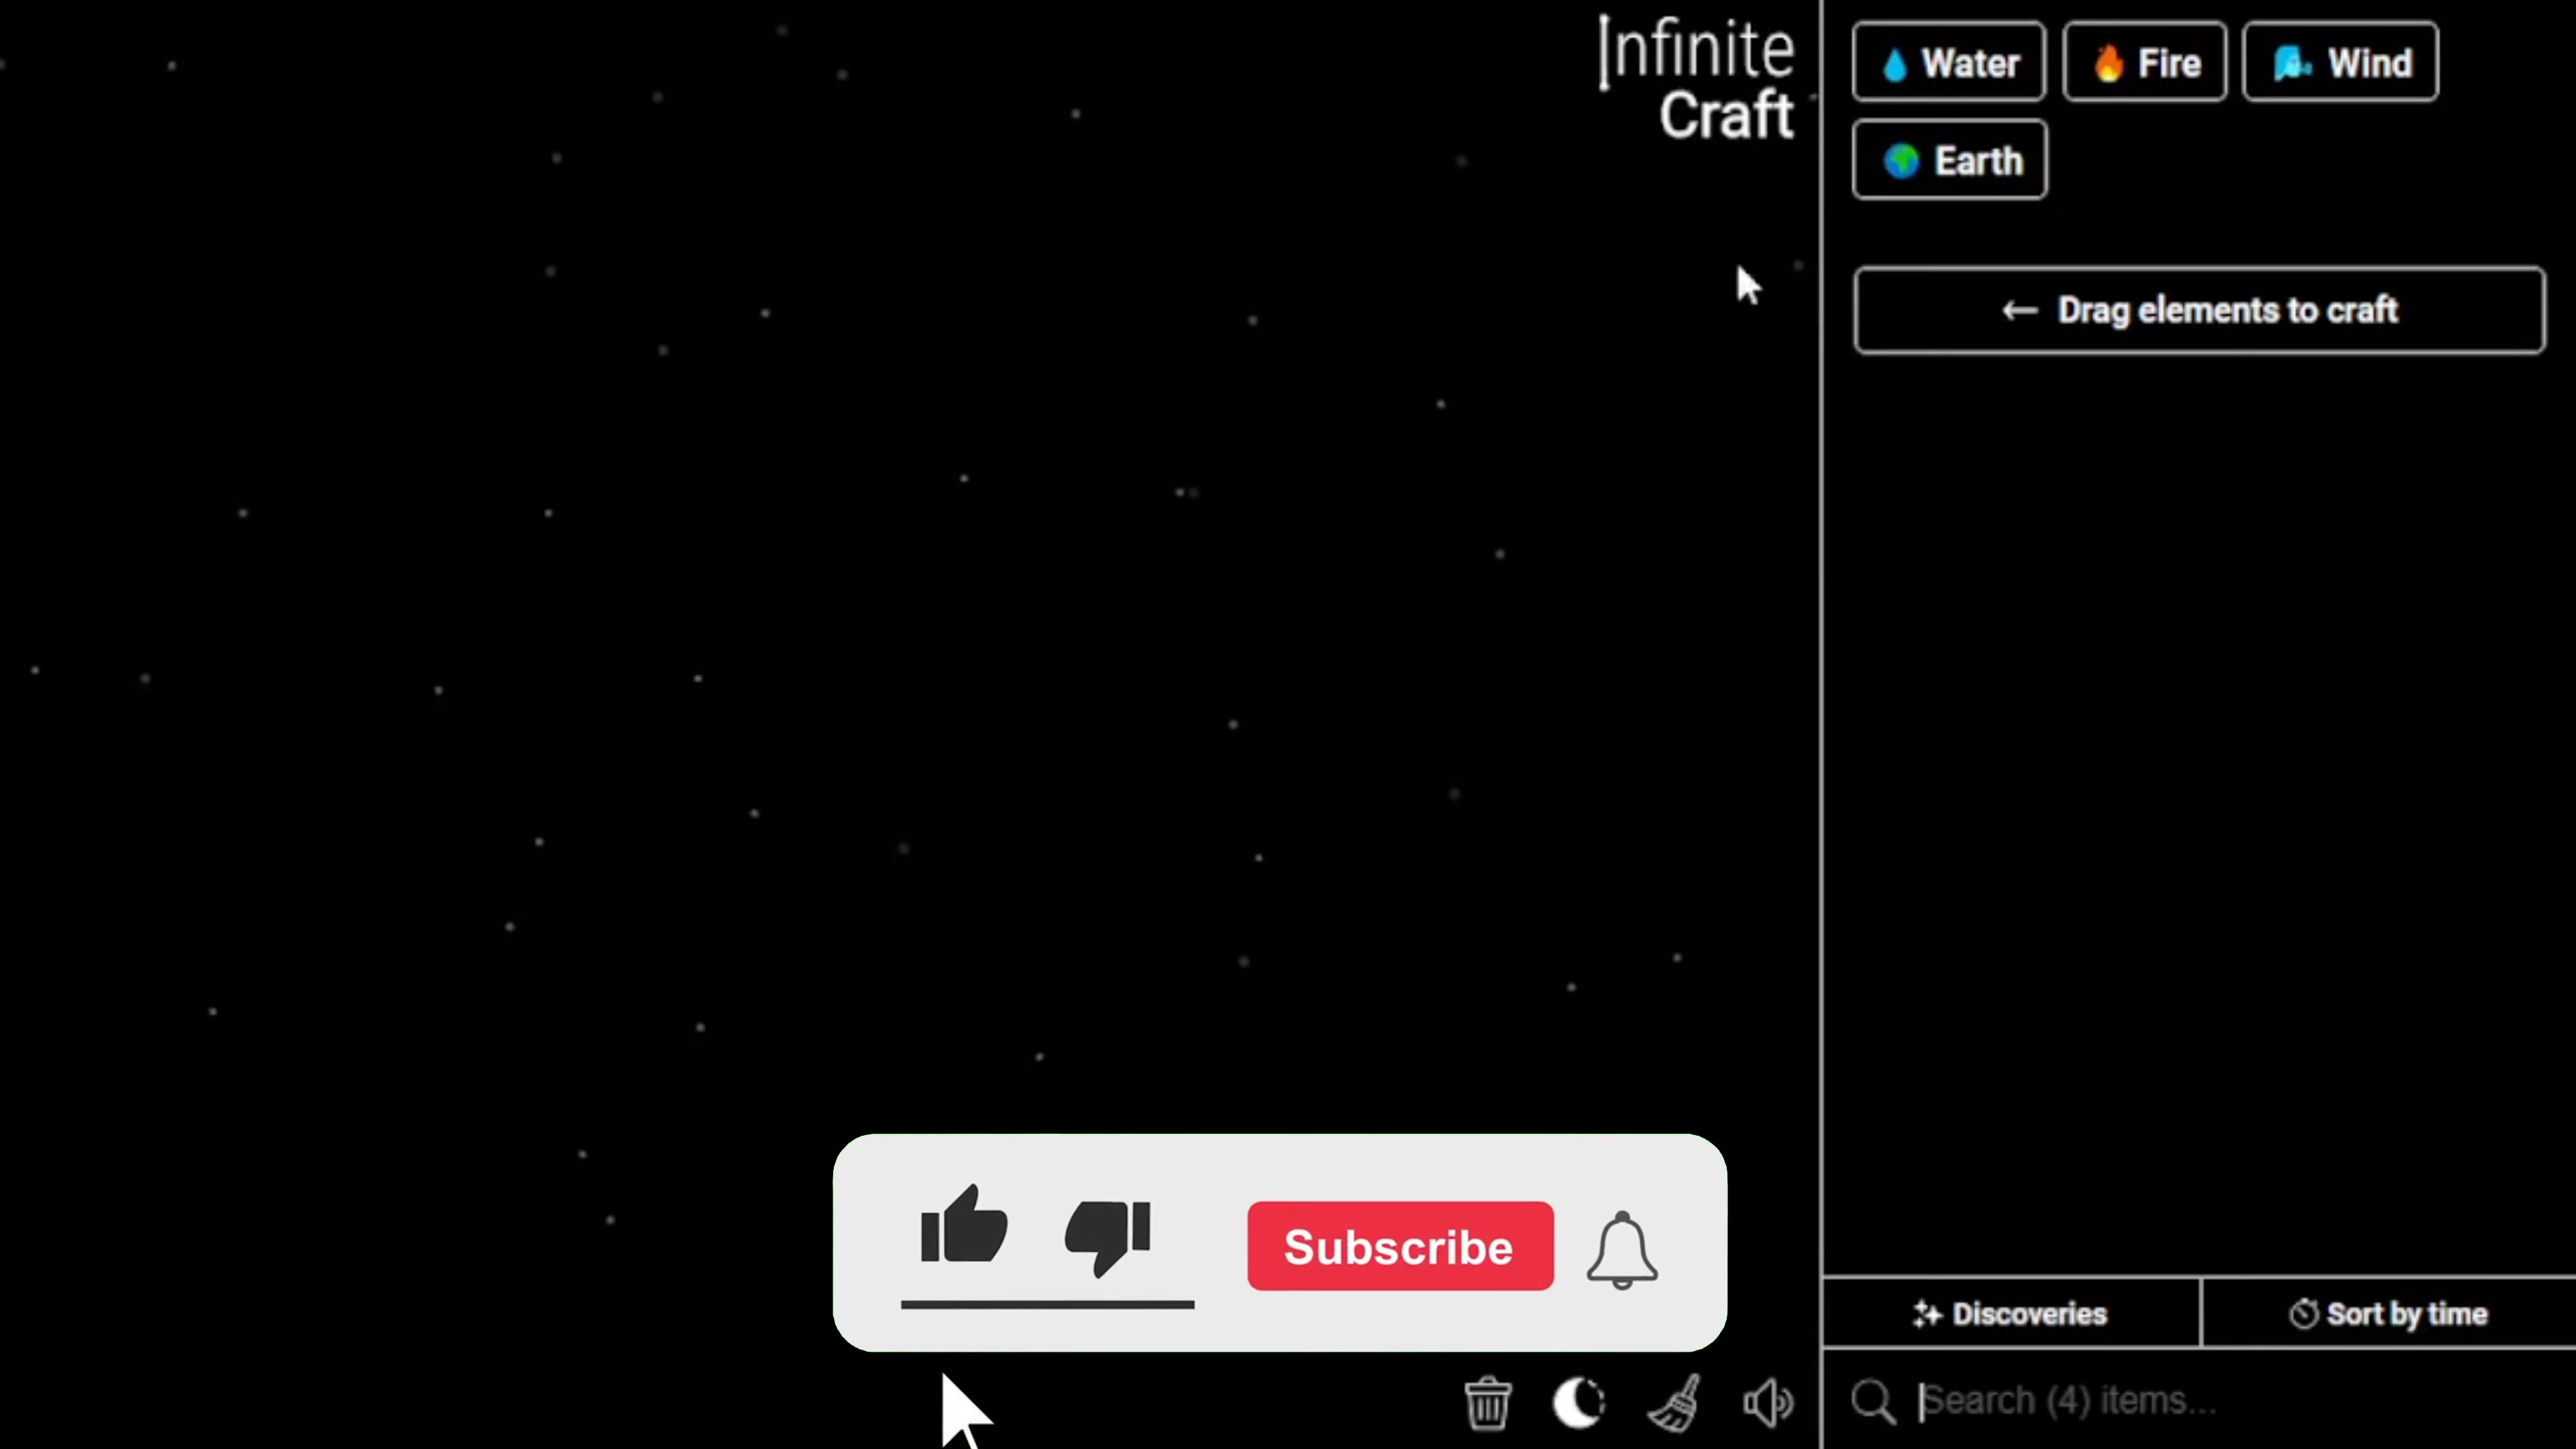 Infinite
Craft
Water
Fire
Wind
Earth
← Drag elements to craft
Subscribe
Discoveries
Sort by time
Search (4) items...